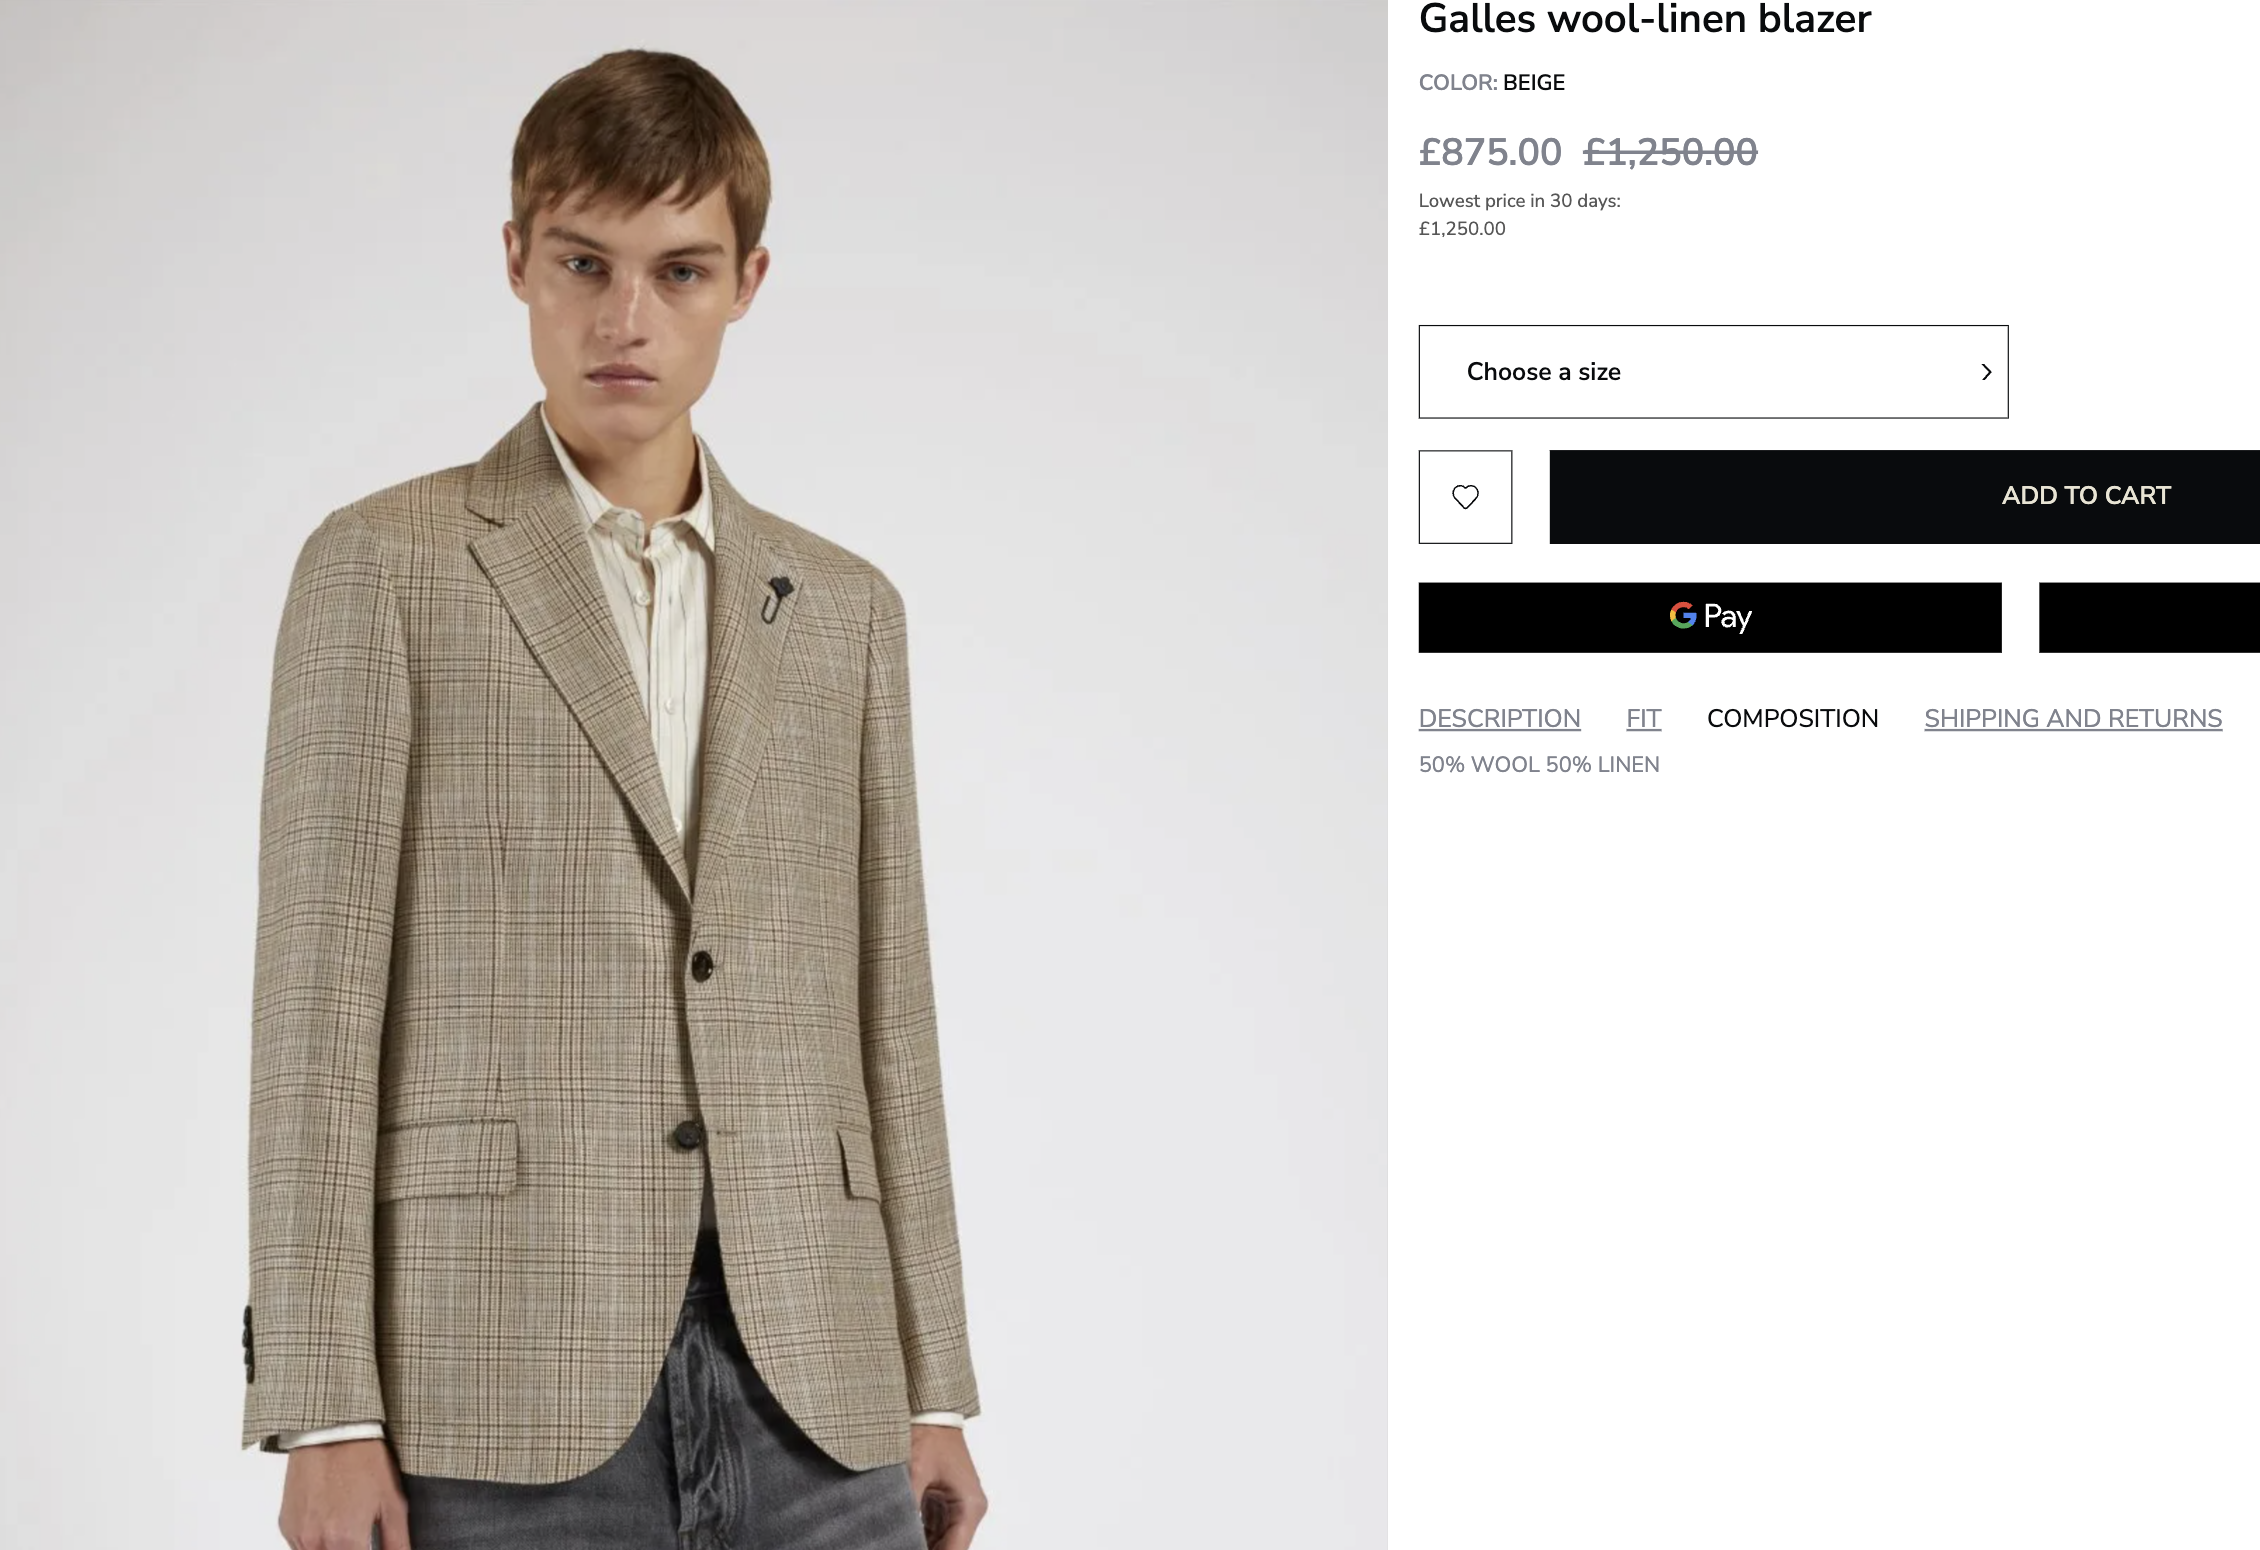 Galles wool-linen blazer
COLOR: BEIGE
£875.00 £1,250.00
Lowest price in 30 days:
£1,250.00
Choose a size
ADD TO CART
G Pay
DESCRIPTION FIT COMPOSITION SHIPPING AND RETURNS
50% WOOL 50% LINEN